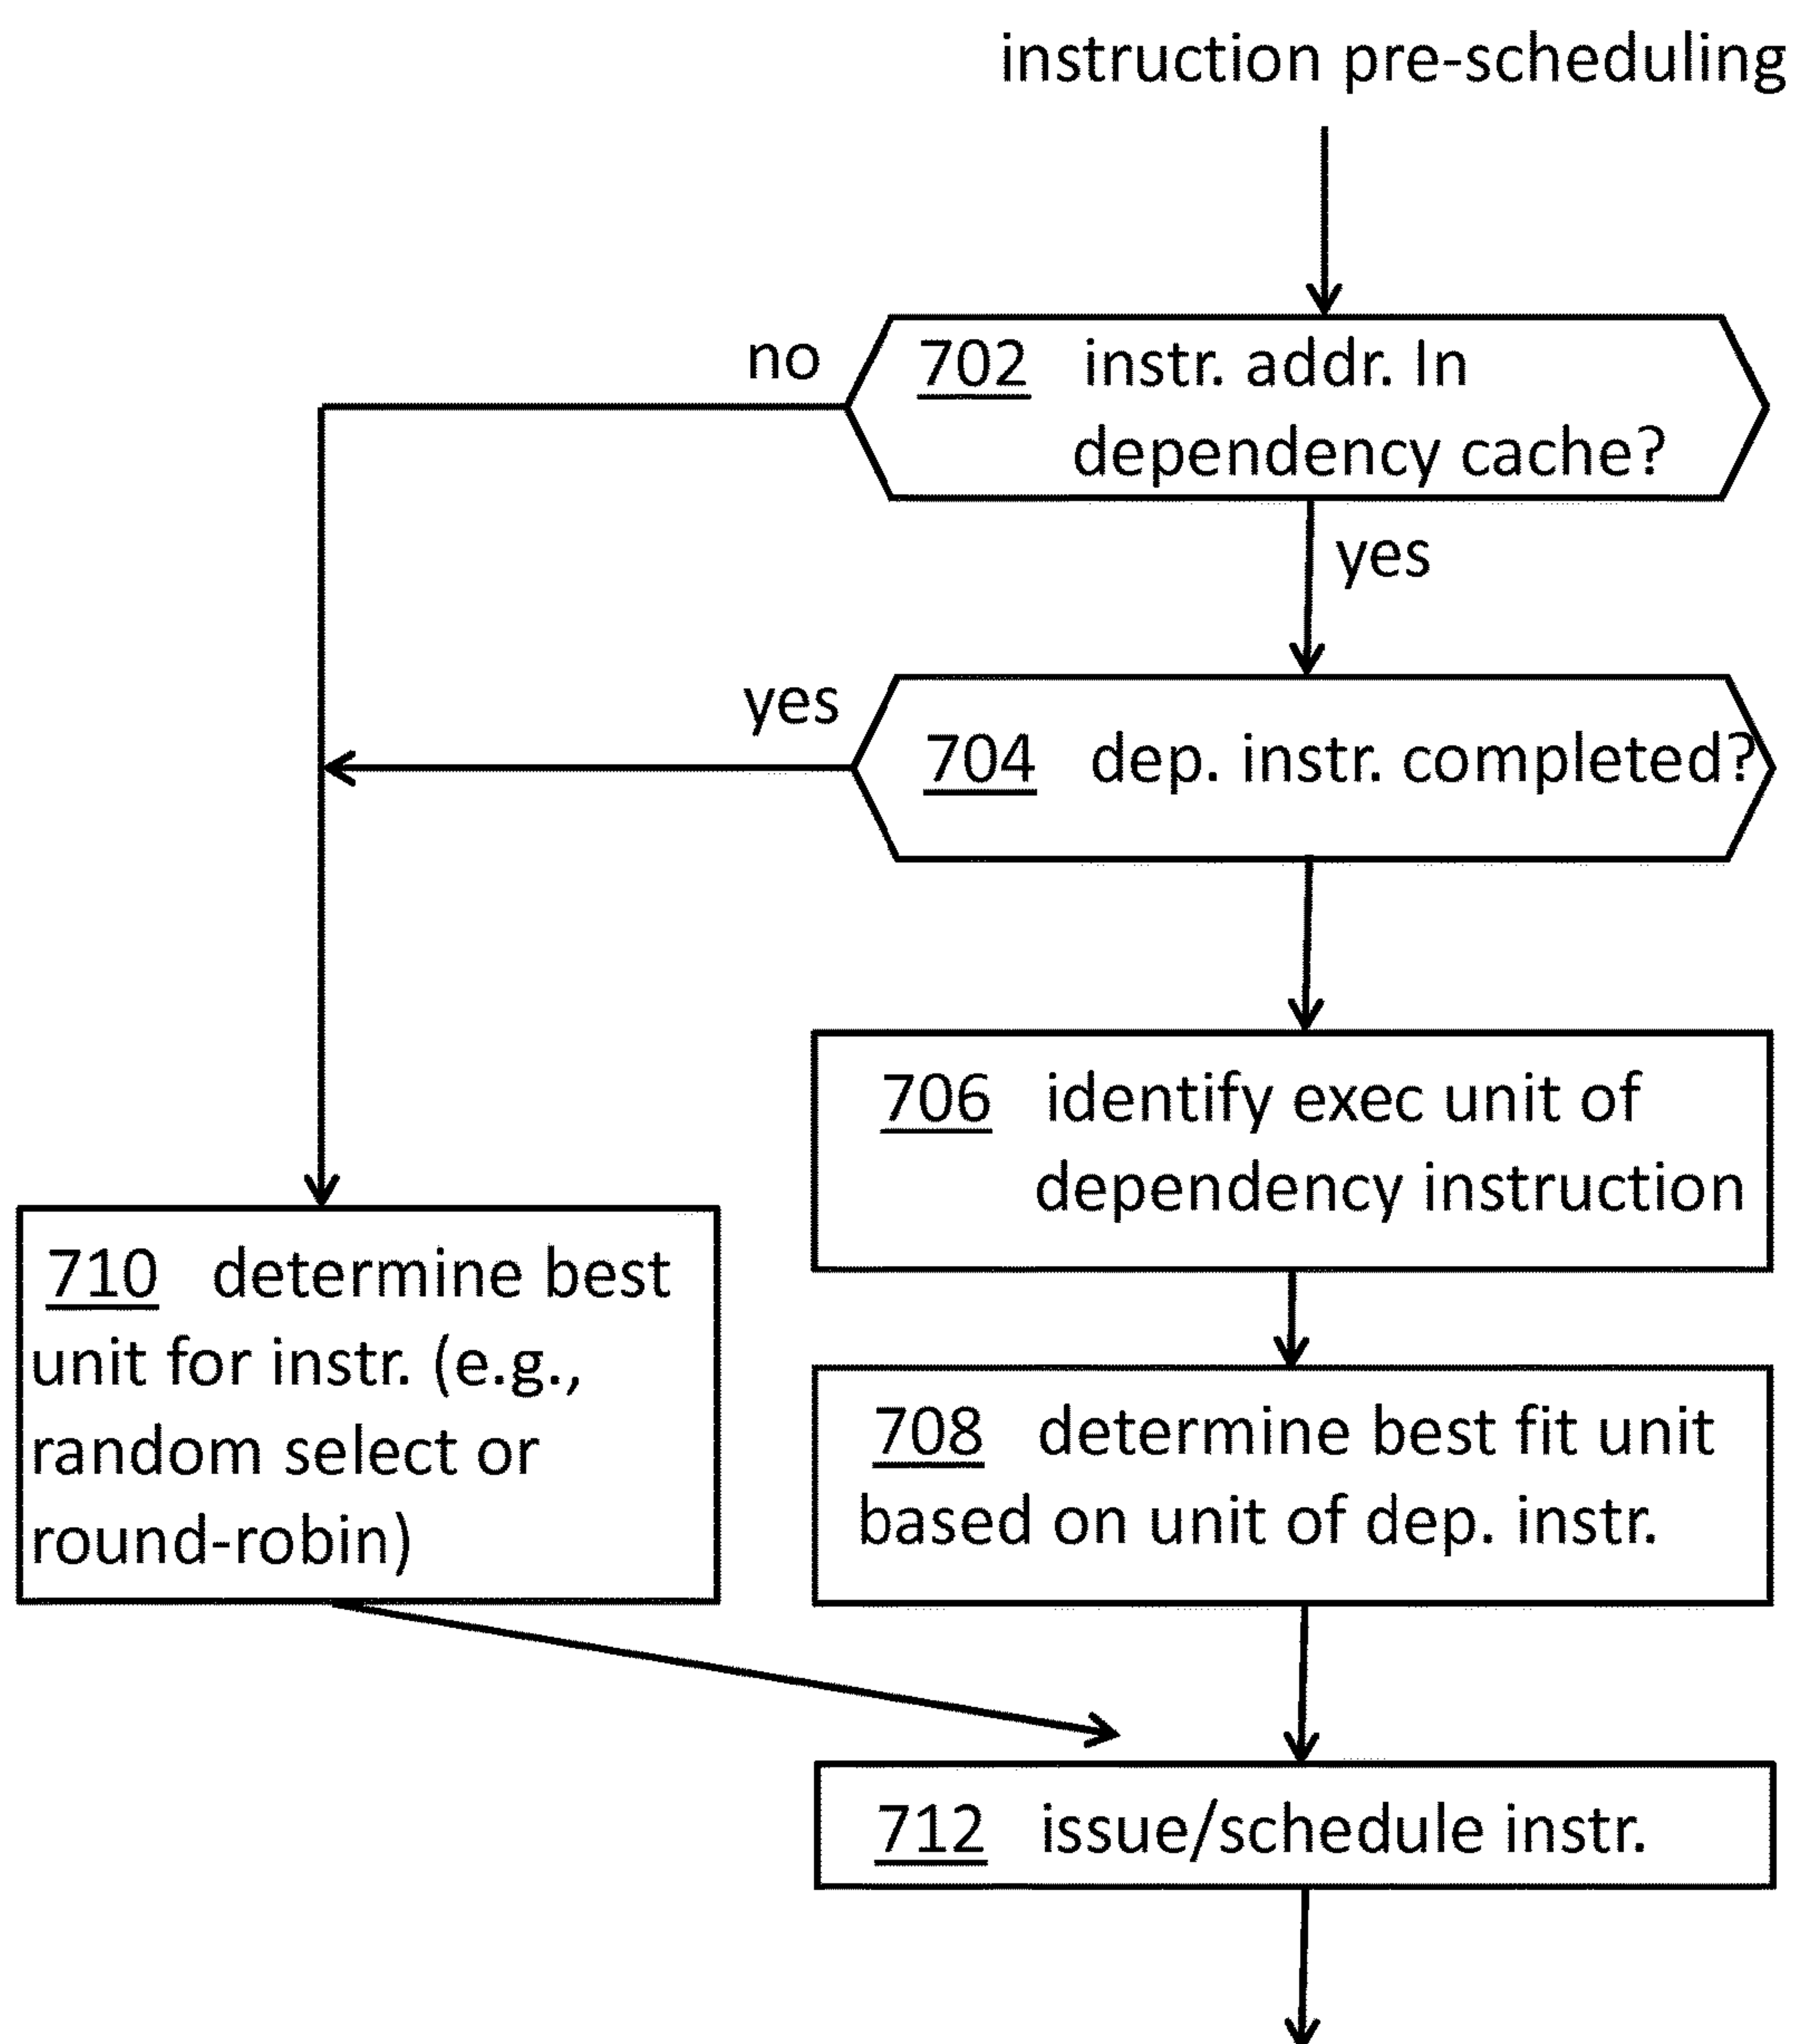 instruction pre-scheduling
no
702 instr. addr. In
dependency cache?
yes
yes
704 dep. instr. completed?
706 identify exec unit of
dependency instruction
710 determine best
unit for instr. (e.g.,
random select or
round-robin)
708 determine best fit unit
based on unit of dep. instr.
712 issue/schedule instr.